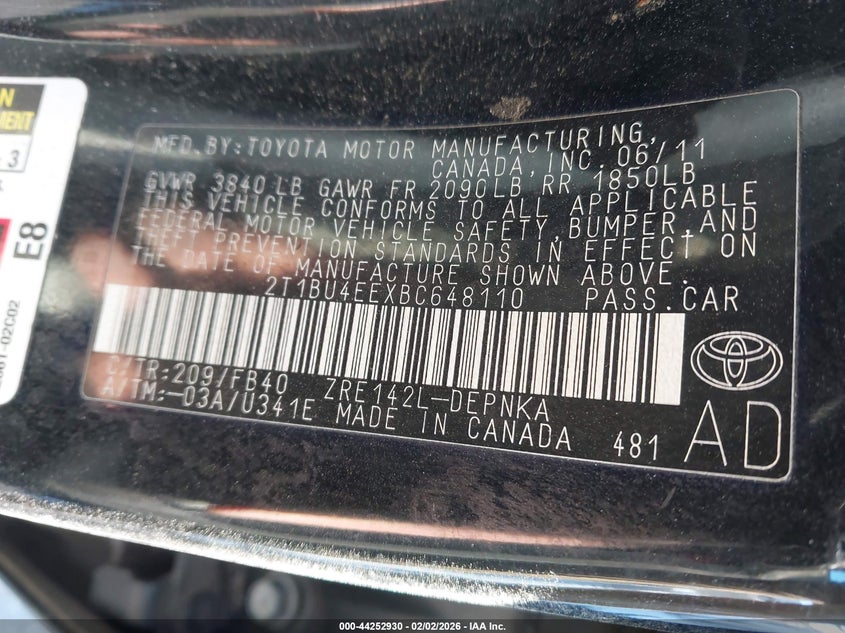 MFD.BY:TOYOTA MOTOR MANUFACTURING,
CANADA,INC. 06/11
GVWR 3840 LB GAWR FR 2090LB RR 1850LB
THIS VEHICLE CONFORMS TO ALL APPLICABLE
FEDERAL MOTOR VEHICLE SAFETY,BUMPER,AND
THEFT PREVENTION STANDARDS IN EFFECT ON
THE DATE OF MANUFACTURE SHOWN ABOVE.
2T1BU4EEXBC648110 PASS.CAR
C/TR:209/FB40 ZRE142L-DEPNKA
A/TM:-03A/U341E MADE IN CANADA 481
AD
3
E8
000-44252930 - 02/02/2026 - IAA Inc.